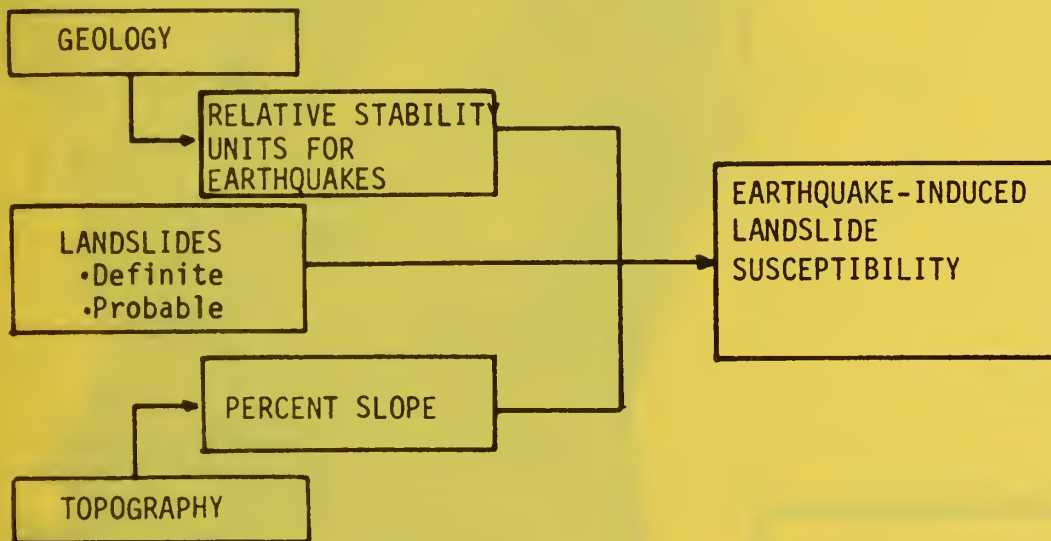 GEOLOGY
RELATIVE STABILITY
UNITS FOR
EARTHQUAKES
LANDSLIDES
•Definite
•Probable
PERCENT SLOPE
TOPOGRAPHY
EARTHQUAKE-INDUCED
LANDSLIDE
SUSCEPTIBILITY